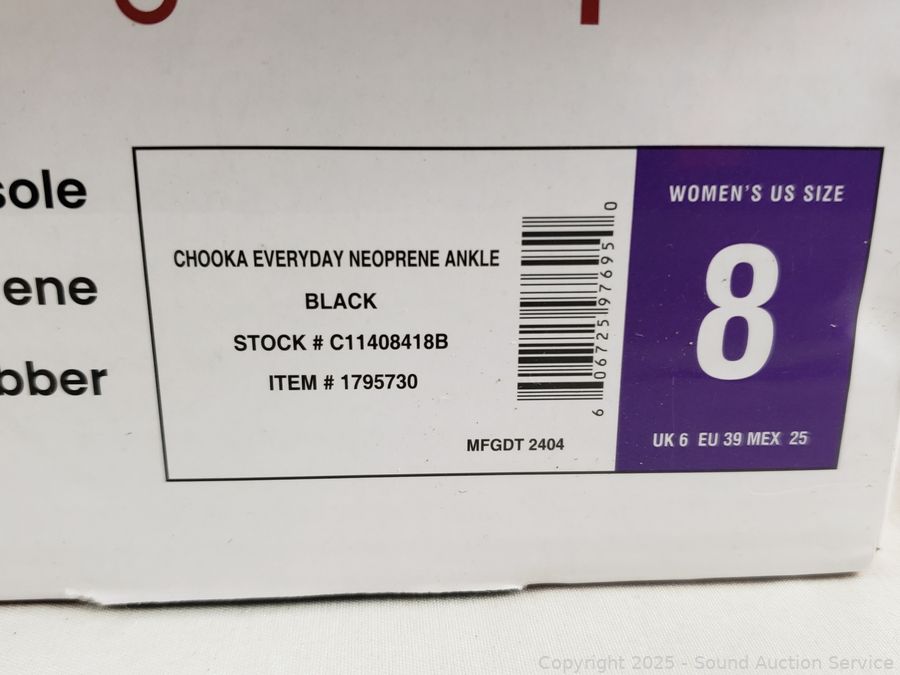 sole
ene
bber
CHOOKA EVERYDAY NEOPRENE ANKLE
BLACK
STOCK # C11408418B
ITEM # 1795730
MFGDT 2404
6 06725 97695 0
WOMEN'S US SIZE
8
UK 6 EU 39 MEX 25
Copyright 2025 - Sound Auction Service